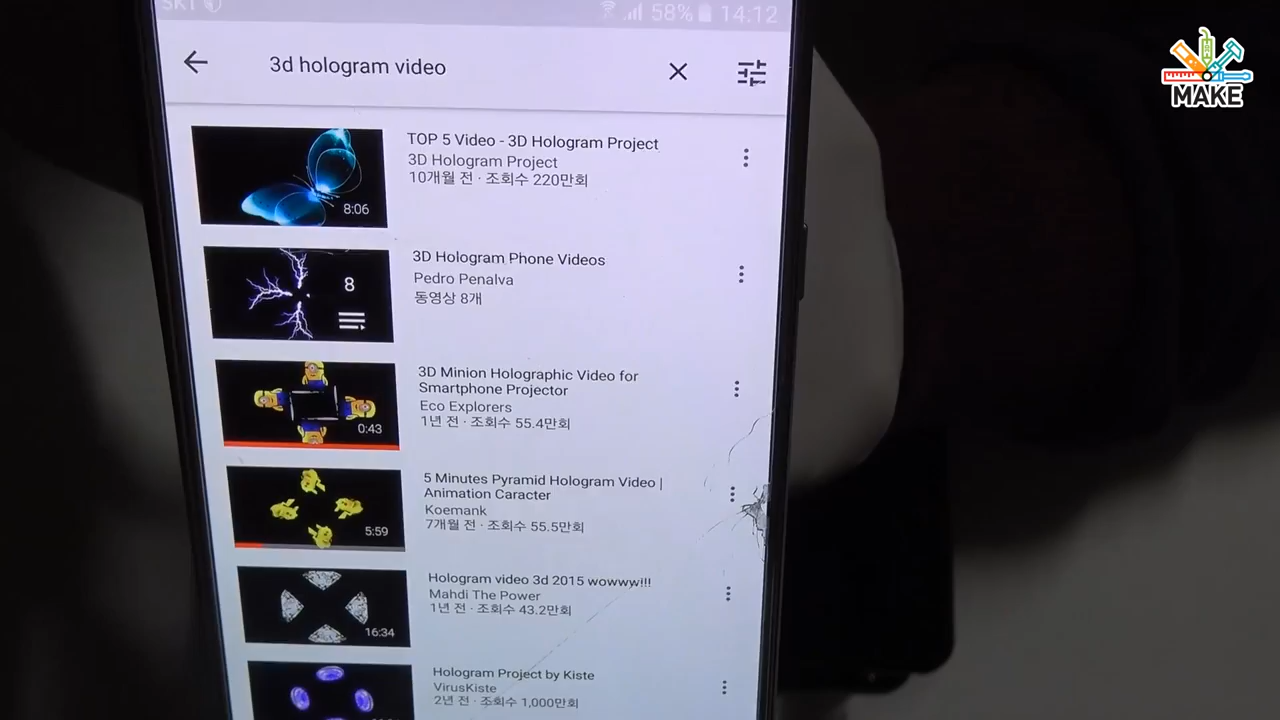 SKT
58%
14:12
3d hologram video
MAKE
TOP 5 Video - 3D Hologram Project
3D Hologram Project
10개월 전 · 조회수 220만회
8:06
3D Hologram Phone Videos
Pedro Penalva
동영상 8개
8
3D Minion Holographic Video for
Smartphone Projector
Eco Explorers
1년 전 · 조회수 55.4만회
0:43
5 Minutes Pyramid Hologram Video |
Animation Caracter
Koemank
7개월 전 · 조회수 55.5만회
5:59
Hologram video 3d 2015 wowww!!!
Mahdi The Power
1년 전 · 조회수 43.2만회
16:34
Hologram Project by Kiste
VirusKiste
2년 전 · 조회수 1,000만회